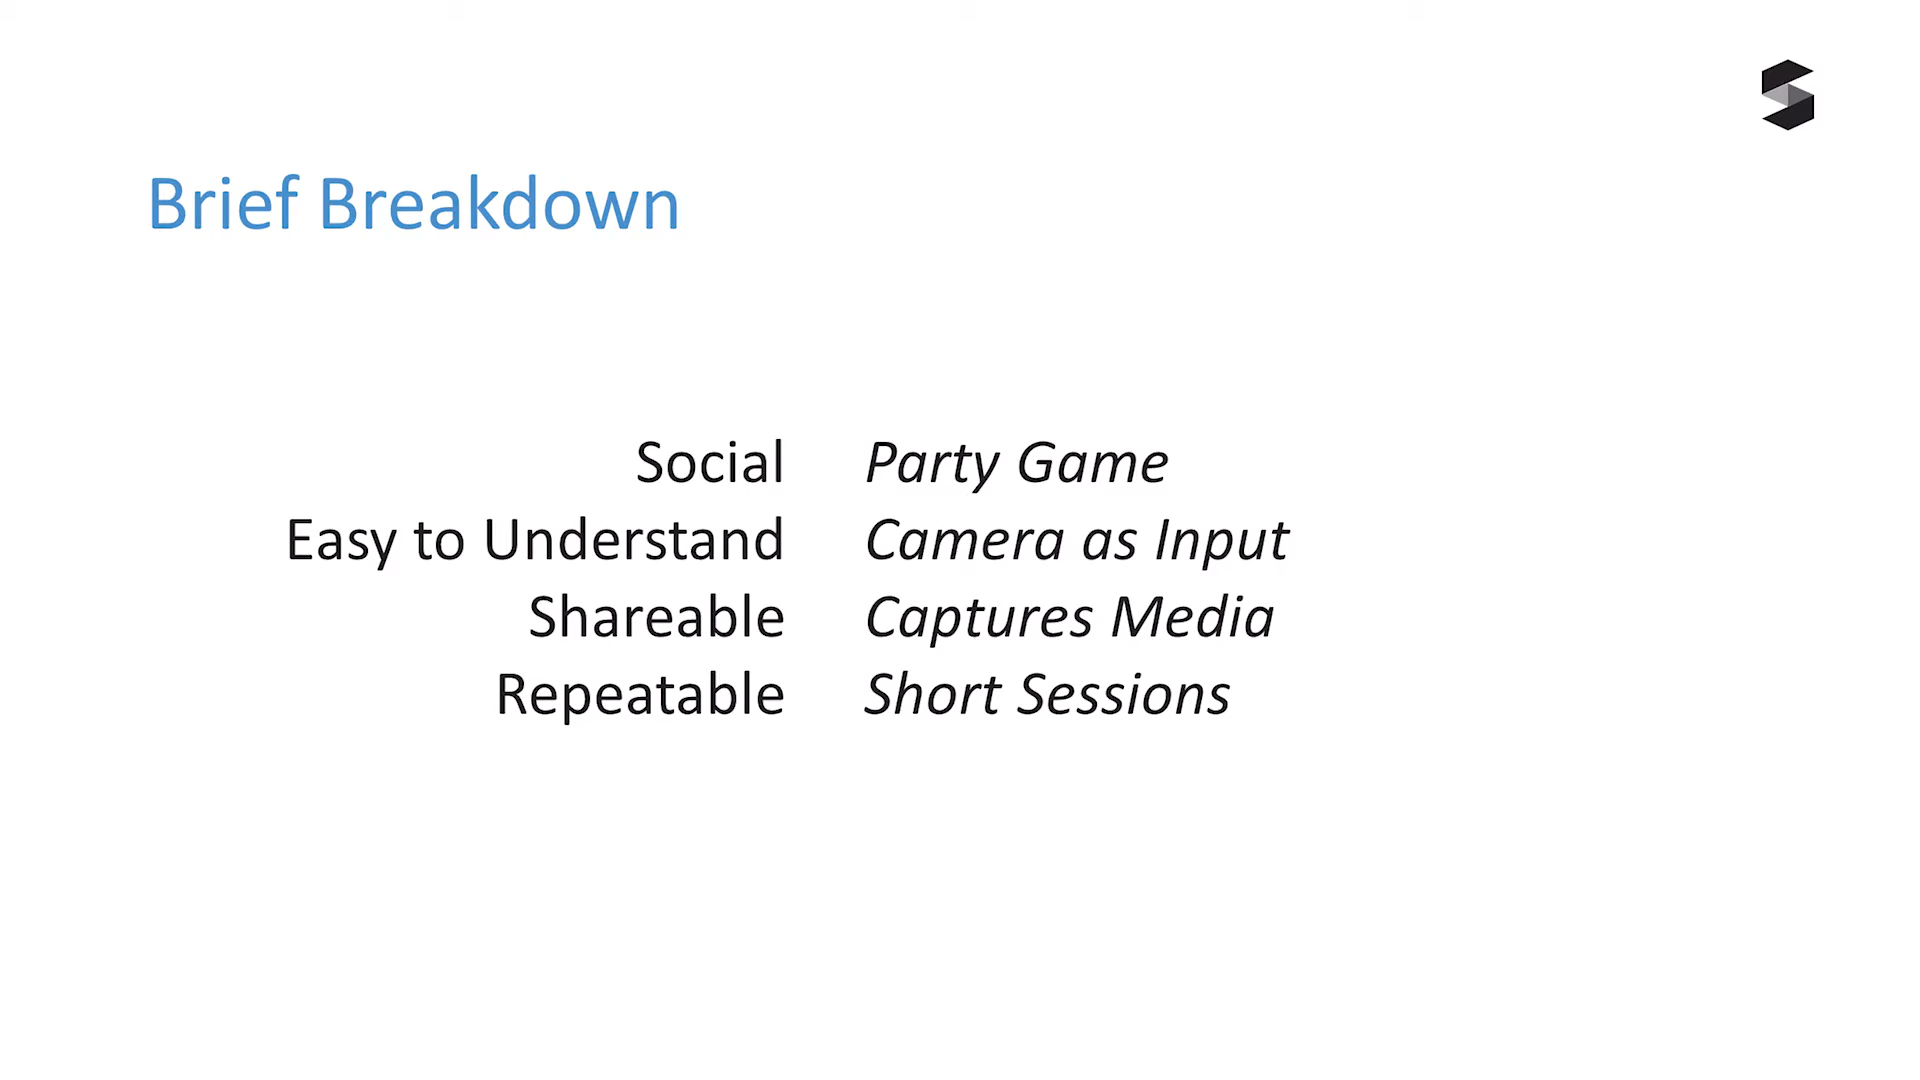 Brief Breakdown
Social Party Game
Easy to Understand Camera as Input
Shareable Captures Media
Repeatable Short Sessions